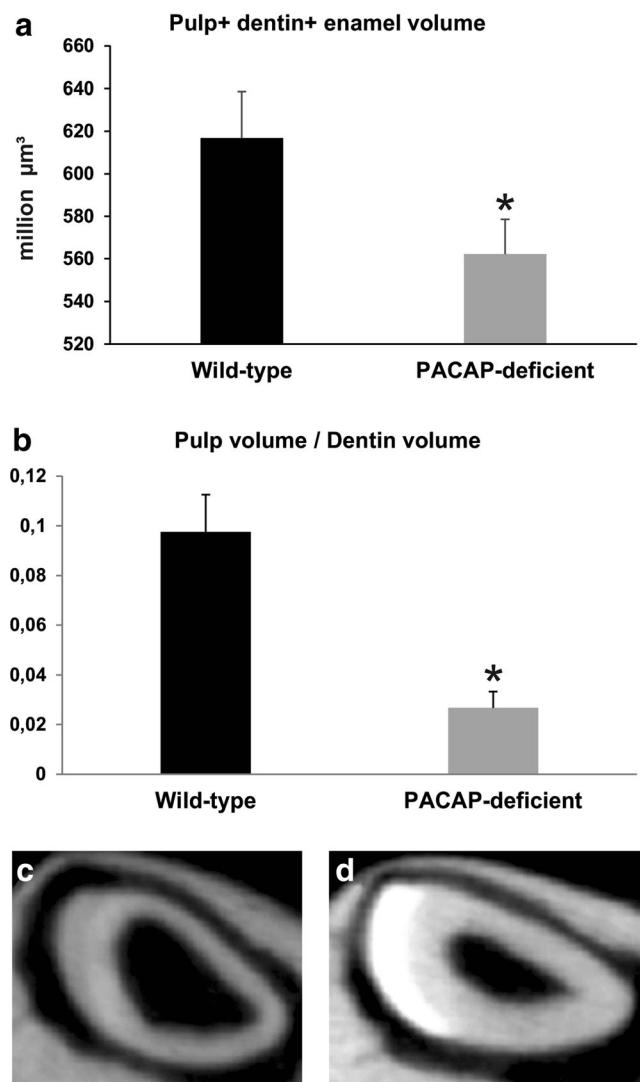 a
Pulp+ dentin+ enamel volume
million µm³
660
640
620
600
580
560
540
520
*
Wild-type PACAP-deficient
b
Pulp volume / Dentin volume
0,12
0,1
0,08
0,06
0,04
0,02
0
*
Wild-type PACAP-deficient
c d